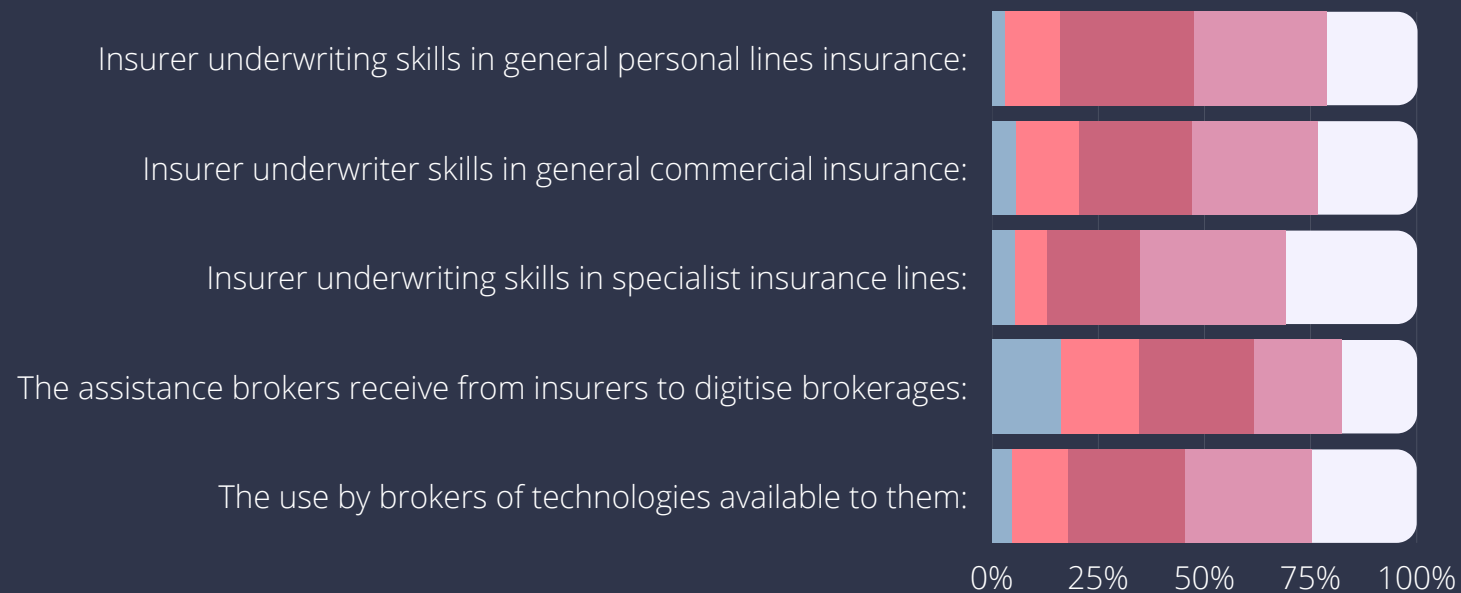 Insurer underwriting skills in general personal lines insurance:
Insurer underwriter skills in general commercial insurance:
Insurer underwriting skills in specialist insurance lines:
The assistance brokers receive from insurers to digitise brokerages:
The use by brokers of technologies available to them:
0% 25% 50% 75% 100%